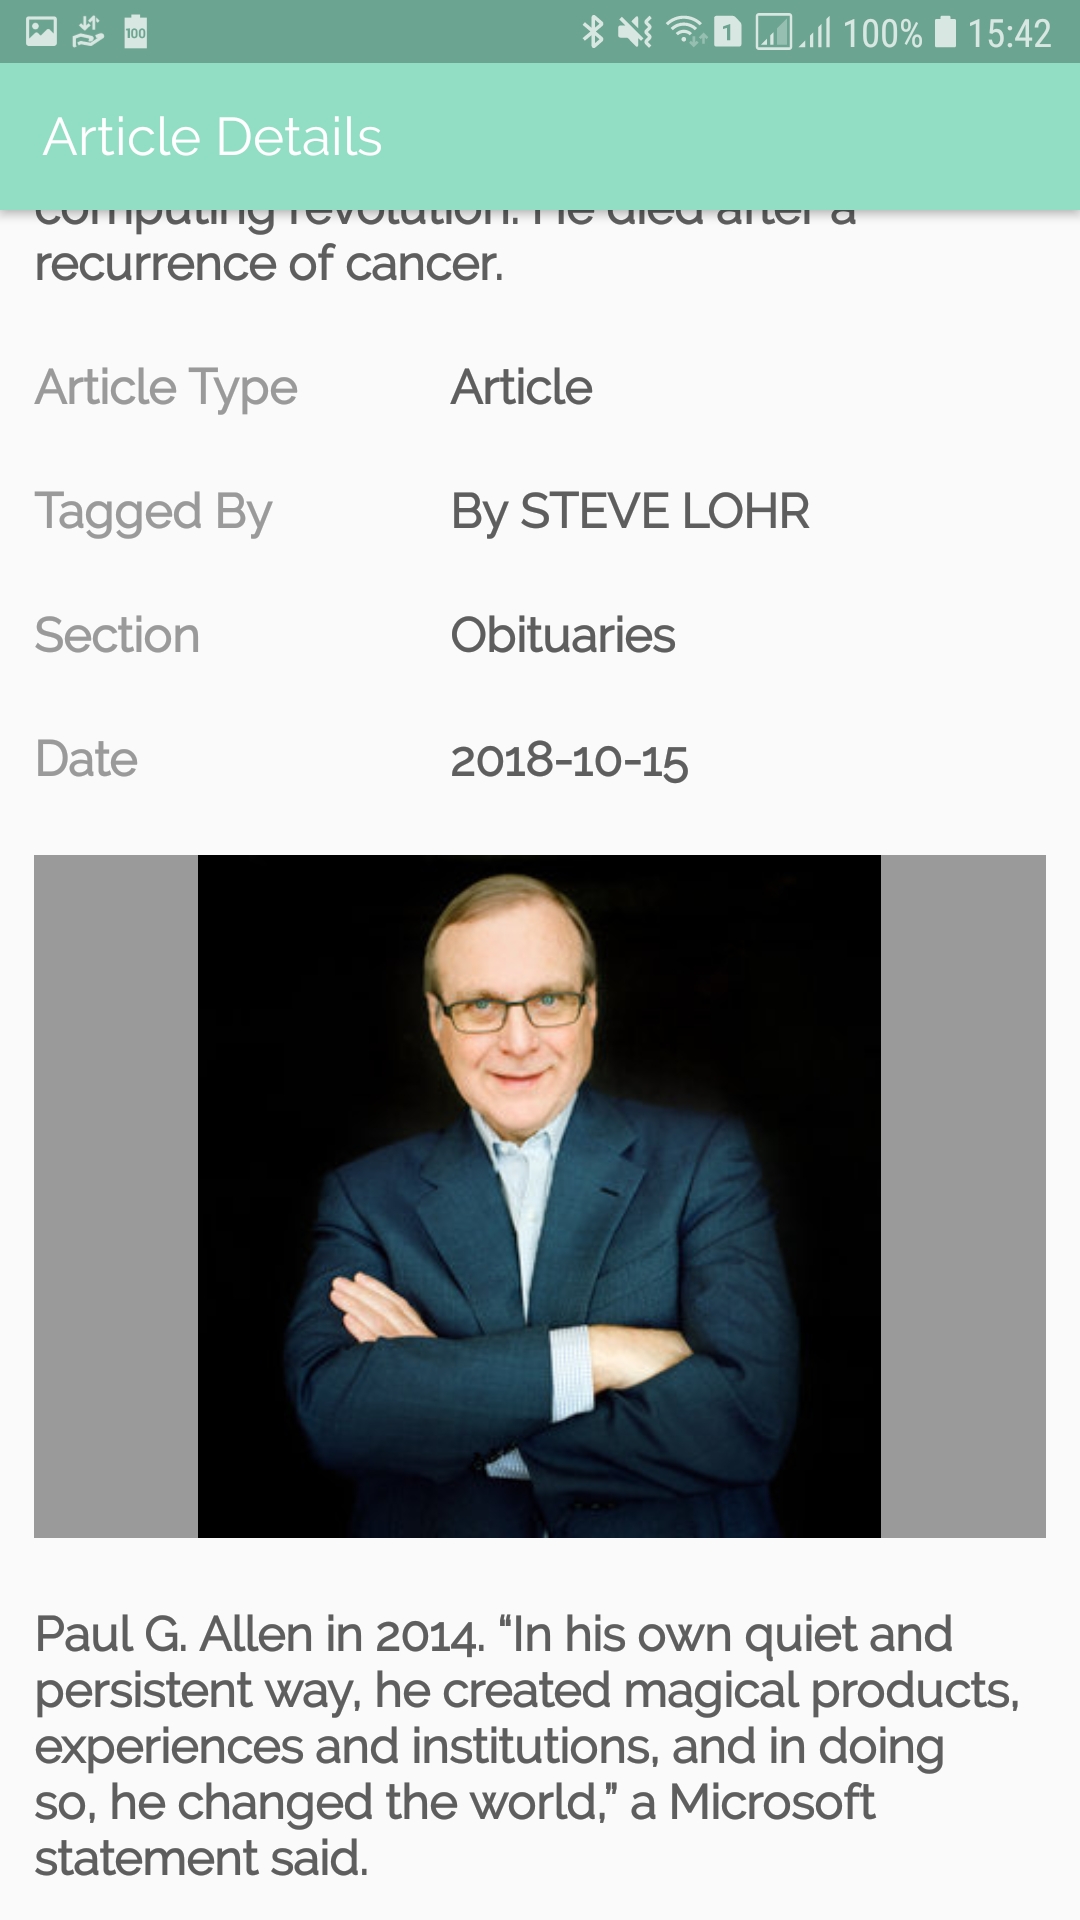 100
1
100%
15:42
Article Details
computing revolution. He died after a
recurrence of cancer.
Article Type
Article
Tagged By
By STEVE LOHR
Section
Obituaries
Date
2018-10-15
Paul G. Allen in 2014. “In his own quiet and
persistent way, he created magical products,
experiences and institutions, and in doing
so, he changed the world,” a Microsoft
statement said.